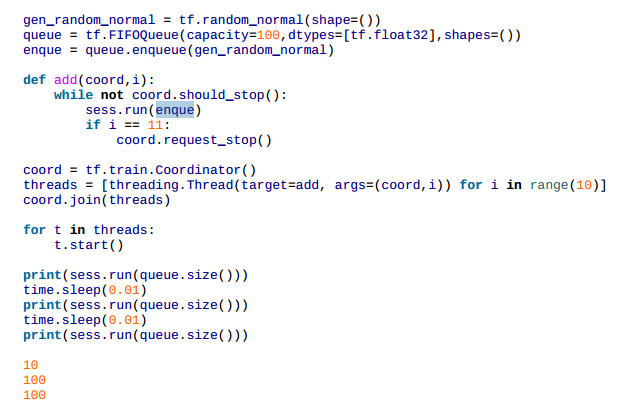 gen_random_normal = tf.random_normal(shape=())
queue = tf.FIFOQueue(capacity=100,dtypes=[tf.float32],shapes=())
enque = queue.enqueue(gen_random_normal)

def add(coord,i):
    while not coord.should_stop():
        sess.run(enque)
        if i == 11:
            coord.request_stop()

coord = tf.train.Coordinator()
threads = [threading.Thread(target=add, args=(coord,i)) for i in range(10)]
coord.join(threads)

for t in threads:
    t.start()

print(sess.run(queue.size()))
time.sleep(0.01)
print(sess.run(queue.size()))
time.sleep(0.01)
print(sess.run(queue.size()))

10
100
100